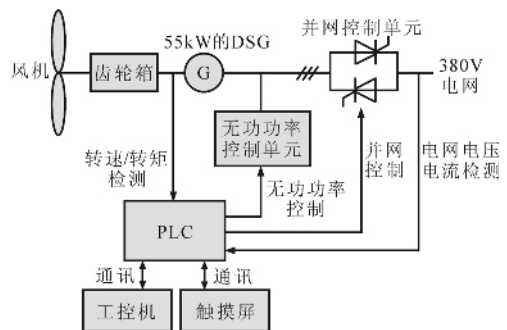 55kW的DSG
并网控制单元
风机
齿轮箱
G
380V
电网
无功功率
控制单元
转速/转矩
检测
并网
控制
电网电压
电流检测
无功功率
控制
PLC
通讯
通讯
工控机
触摸屏